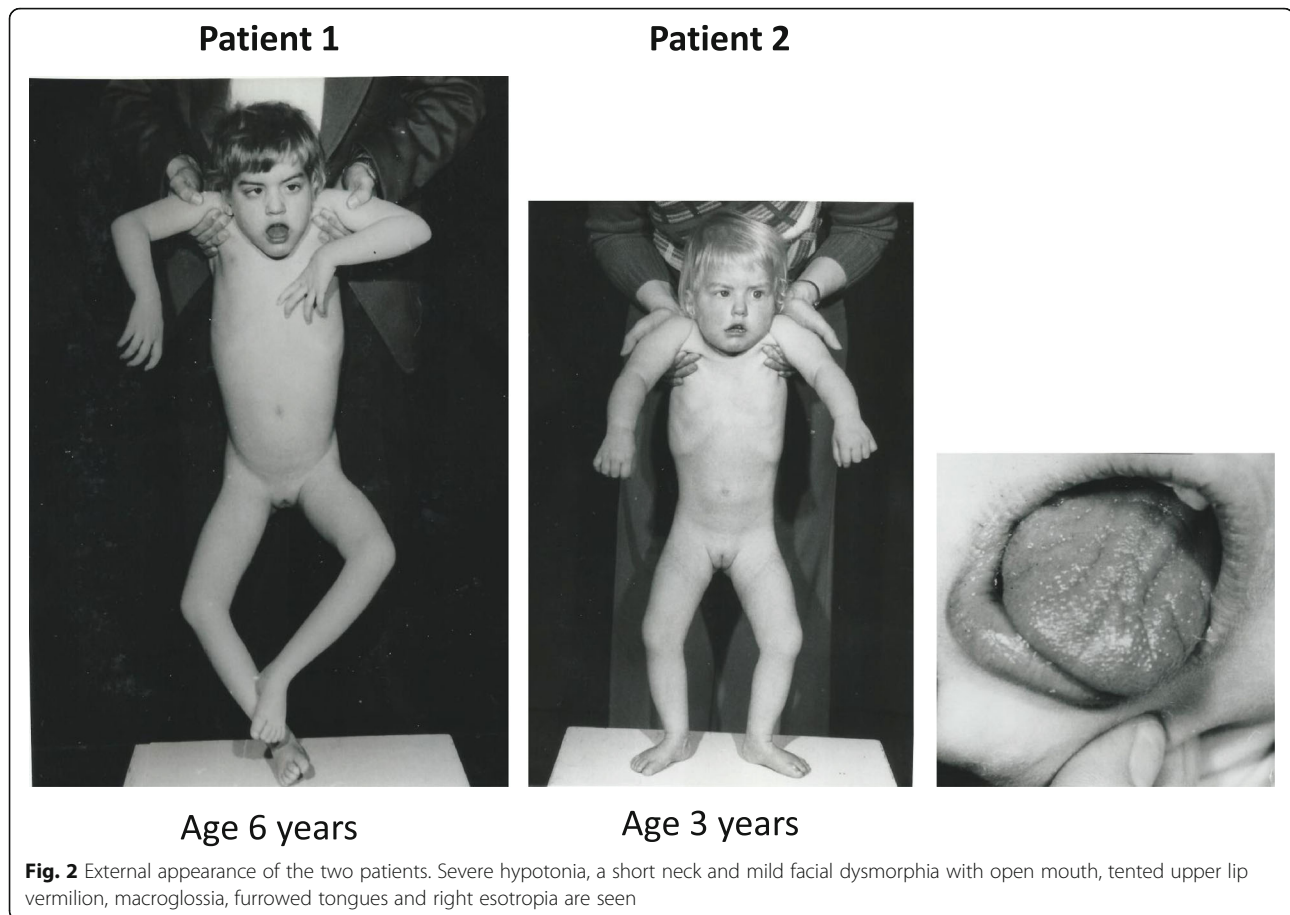 Patient 1
Patient 2
Age 6 years
Age 3 years
Fig. 2 External appearance of the two patients. Severe hypotonia, a short neck and mild facial dysmorphia with open mouth, tented upper lip
vermilion, macroglossia, furrowed tongues and right esotropia are seen